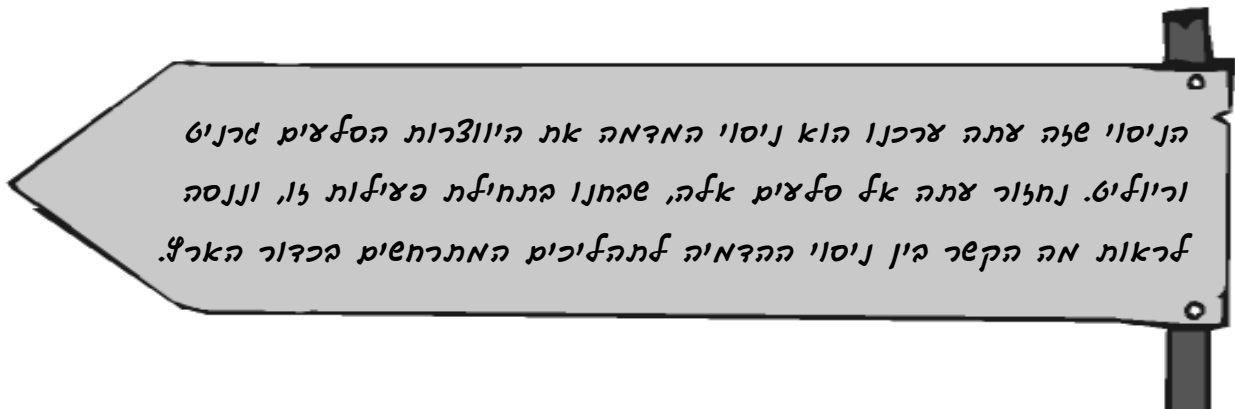 הניסוי שזה עתה ערכנו הוא ניסוי המדמה את היווצרות הסלעים גרניט
וריוליט. נחזור עתה אל סלעים אלה, שבחנו בתחילת פעילות זו, וננסה
לראות מה הקשר בין ניסוי ההדמיה לתהליכים המתרחשים בכדור הארץ.